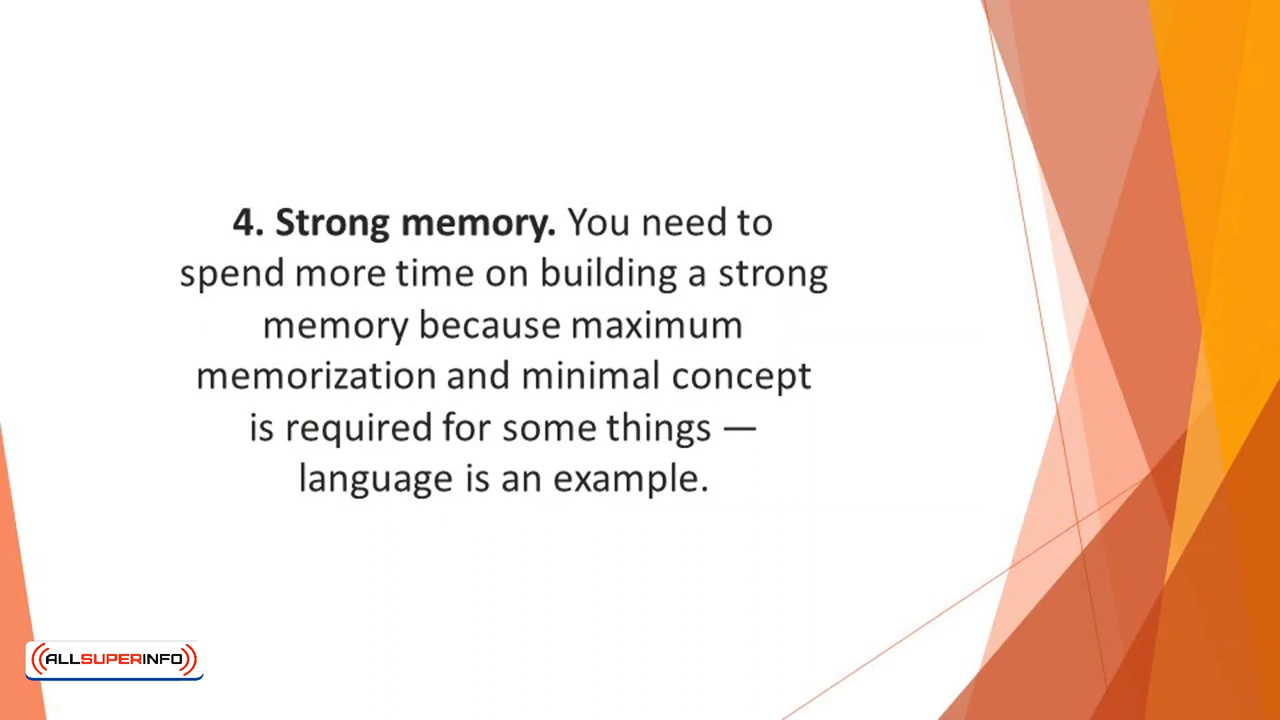 4. Strong memory. You need to
spend more time on building a strong
memory because maximum
memorization and minimal concept
is required for some things —
language is an example.
ALLSUPERINFO